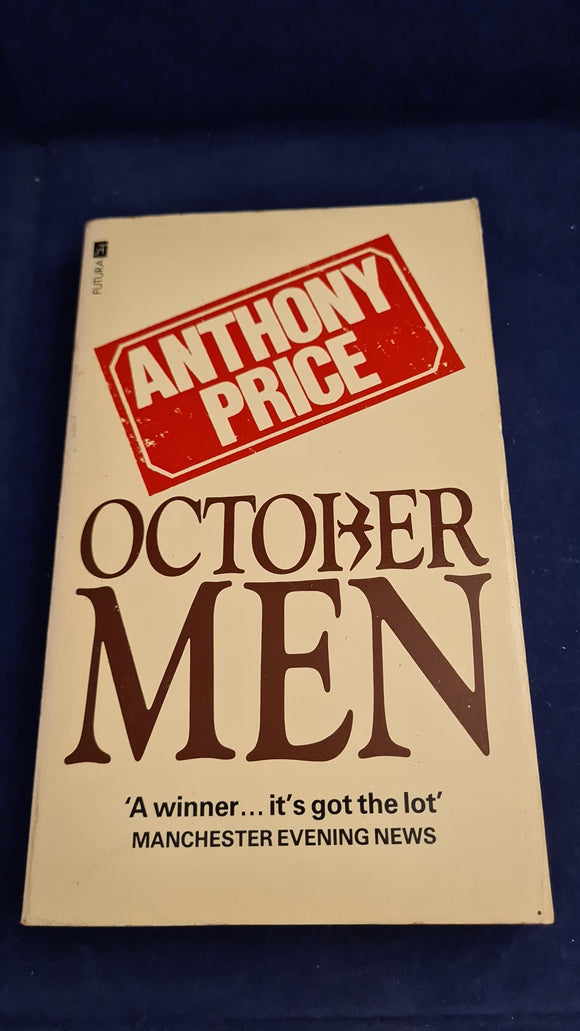 FUTURA
ANTHONY
PRICE
OCTOBER
MEN
'A winner... it's got the lot'
MANCHESTER EVENING NEWS